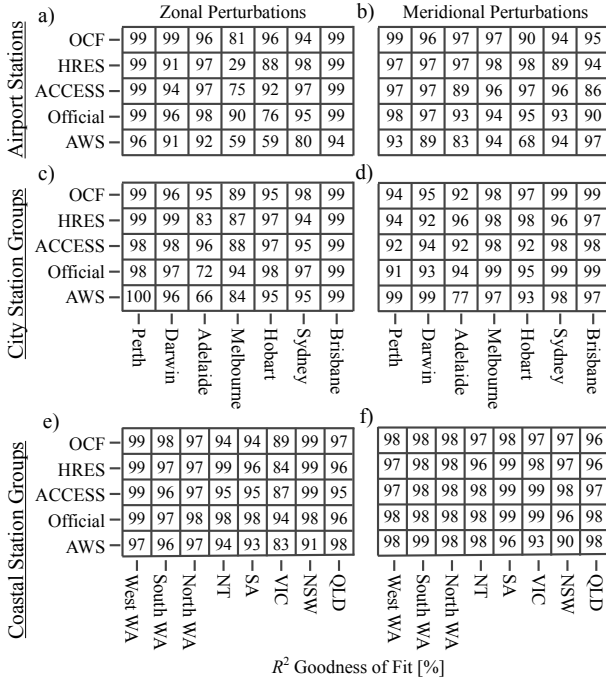 Zonal Perturbations
Meridional Perturbations
Airport Stations
a)
OCF 99 99 96 81 96 94 99
HRES 99 91 97 29 88 98 99
ACCESS 99 94 97 75 92 97 99
Official 99 96 98 90 76 95 99
AWS 96 91 92 59 59 80 94
b)
99 96 97 97 90 94 95
97 97 97 98 98 89 94
97 97 89 96 97 96 86
98 97 93 94 95 93 90
93 89 83 94 68 94 97
City Station Groups
c)
OCF 99 96 95 89 95 98 99
HRES 99 99 83 87 97 94 99
ACCESS 98 98 96 88 97 95 99
Official 98 97 72 94 98 97 99
AWS 100 96 66 84 95 95 99
Perth Darwin Adelaide Melbourne Hobart Sydney Brisbane
d)
94 95 92 98 97 99 99
94 92 96 98 98 96 97
92 94 92 98 92 98 98
91 93 94 99 95 99 99
99 99 77 97 93 98 97
Perth Darwin Adelaide Melbourne Hobart Sydney Brisbane
Coastal Station Groups
e)
OCF 99 98 97 94 94 89 99 97
HRES 99 97 97 99 96 84 99 96
ACCESS 99 96 97 95 95 87 99 95
Official 99 97 98 98 98 94 98 96
AWS 97 96 97 94 93 83 91 98
West WA South WA North WA NT SA VIC NSW QLD
f)
98 98 98 97 98 97 97 96
97 98 98 96 99 98 97 96
97 98 98 98 99 99 98 97
98 98 98 98 99 99 96 98
98 99 98 98 96 93 90 98
West WA South WA North WA NT SA VIC NSW QLD
R² Goodness of Fit [%]